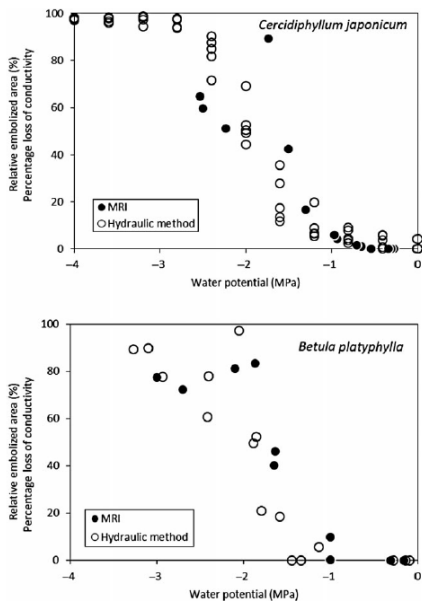 Cercidiphyllum japonicum
Relative embolized area (%)
Percentage loss of conductivity
100
80
60
40
20
0
MRI
Hydraulic method
−4
−3
−2
−1
0
Water potential (MPa)
Betula platyphylla
Relative embolized area (%)
Percentage loss of conductivity
100
80
60
40
20
0
MRI
Hydraulic method
−4
−3
−2
−1
0
Water potential (MPa)